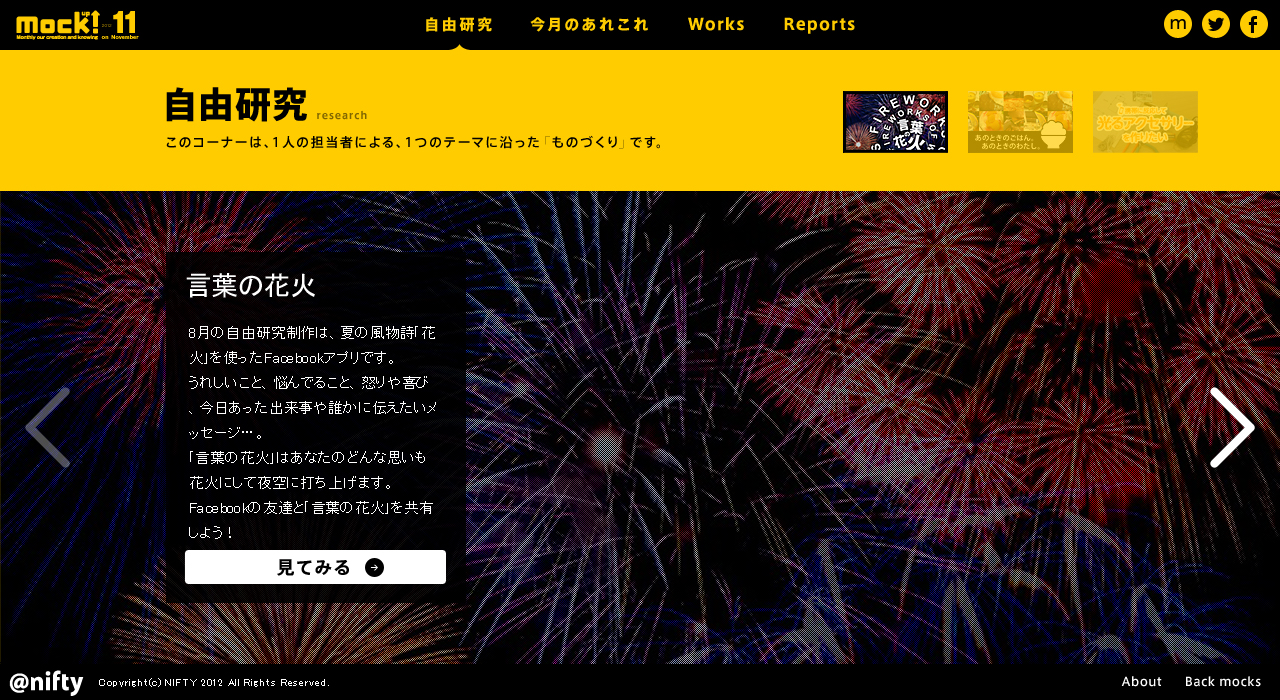 mock! up 11
Monthly our creation and knowing on November
自由研究 今月のあれこれ Works Reports
m
自由研究 research
このコーナーは、1人の担当者による、1つのテーマに沿った「ものづくり」です。
言葉
花火
あのときのごはん。
あのときのわたし。
光るアクセサリー
を作りたい
言葉の花火
8月の自由研究制作は、夏の風物詩「花
火」を使ったFacebookアプリです。
うれしいこと、悩んでること、怒りや喜び
、今日あった出来事や誰かに伝えたいメ
ッセージ…。
「言葉の花火」はあなたのどんな思いも
花火にして夜空に打ち上げます。
Facebookの友達と「言葉の花火」を共有
しよう！
見てみる
@nifty Copyright(c) NIFTY 2012 All Rights Reserved. About Back mocks